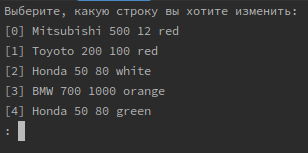 Выберите, какую строку вы хотите изменить:
[0] Mitsubishi 500 12 red
[1] Toyoto 200 100 red
[2] Honda 50 80 white
[3] BMW 700 1000 orange
[4] Honda 50 80 green
: